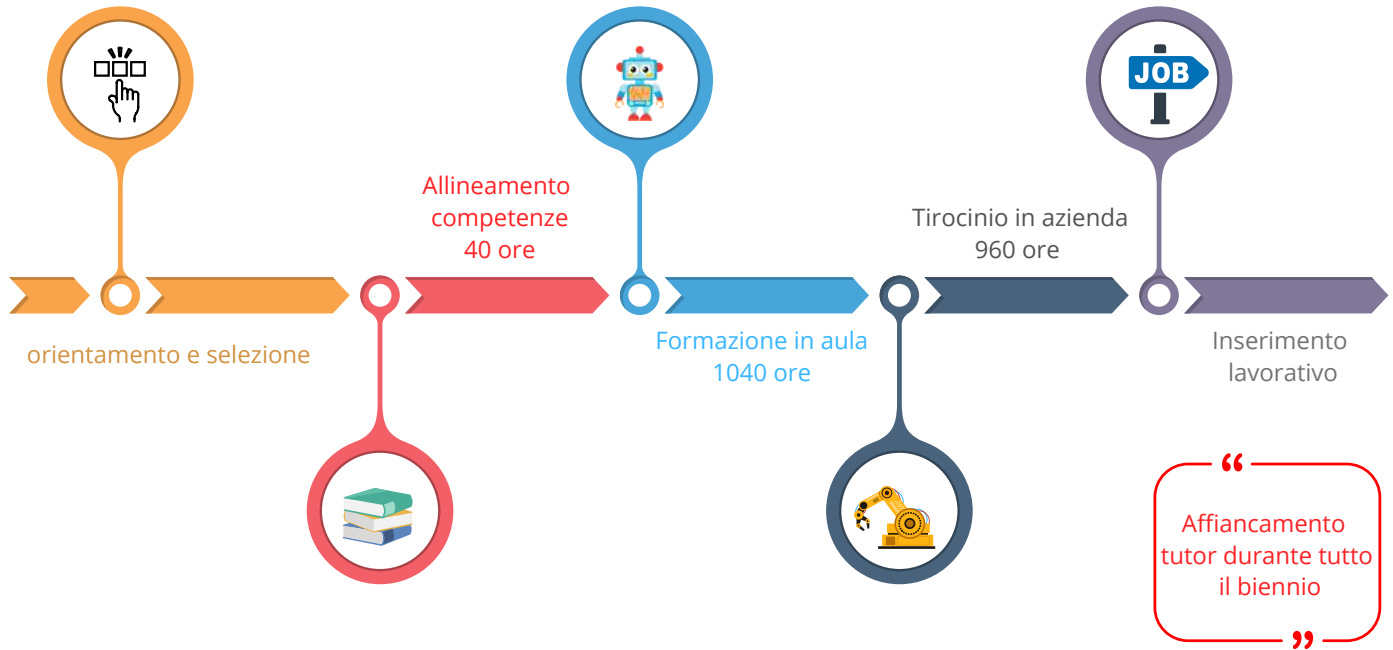 JOB
Allineamento
competenze
40 ore
Tirocinio in azienda
960 ore
orientamento e selezione
Formazione in aula
1040 ore
Inserimento
lavorativo
“
Affiancamento
tutor durante tutto
il biennio
”